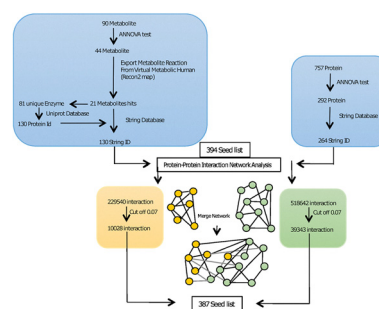 90 Metabolite
ANNOVA test
44 Metabolite
Export Metabolite Reaction
From Virtual Metabolic Human
(Recon2 map)
81 unique Enzyme
21 Metabolites hits
Uniprot Database
130 Protein Id
String Database
130 String ID
757 Protein
ANNOVA test
292 Protein
String Database
264 String ID
394 Seed list
Protein-Protein Interaction Network Analysis
229540 interaction
Cut off 0.07
10028 interaction
Merge Network
518642 interaction
Cut off 0.07
39343 interaction
387 Seed list